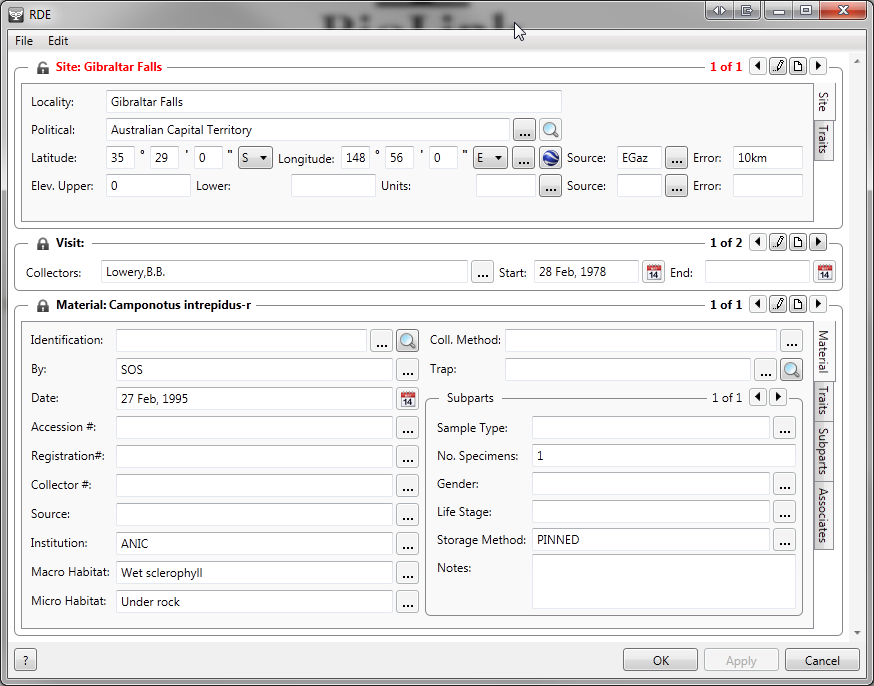 RDE
File Edit
Site: Gibraltar Falls 1 of 1
Locality: Gibraltar Falls
Political: Australian Capital Territory ...
Latitude: 35 ° 29 ' 0 " S Longitude: 148 ° 56 ' 0 " E ... Source: EGaz ... Error: 10km
Elev. Upper: 0 Lower: Units: ... Source: ... Error:
Site
Traits
Visit: 1 of 2
Collectors: Lowery,B.B. ... Start: 28 Feb, 1978 14 End: 14
Material: Camponotus intrepidus-r 1 of 1
Identification: ... Coll. Method: ...
By: SOS ... Trap: ...
Date: 27 Feb, 1995 14 Subparts 1 of 1
Accession #: ... Sample Type: ...
Registration#: ... No. Specimens: 1
Collector #: ... Gender: ...
Source: ... Life Stage: ...
Institution: ANIC ... Storage Method: PINNED ...
Macro Habitat: Wet sclerophyll ... Notes:
Micro Habitat: Under rock ...
Material
Traits
Subparts
Associates
? OK Apply Cancel